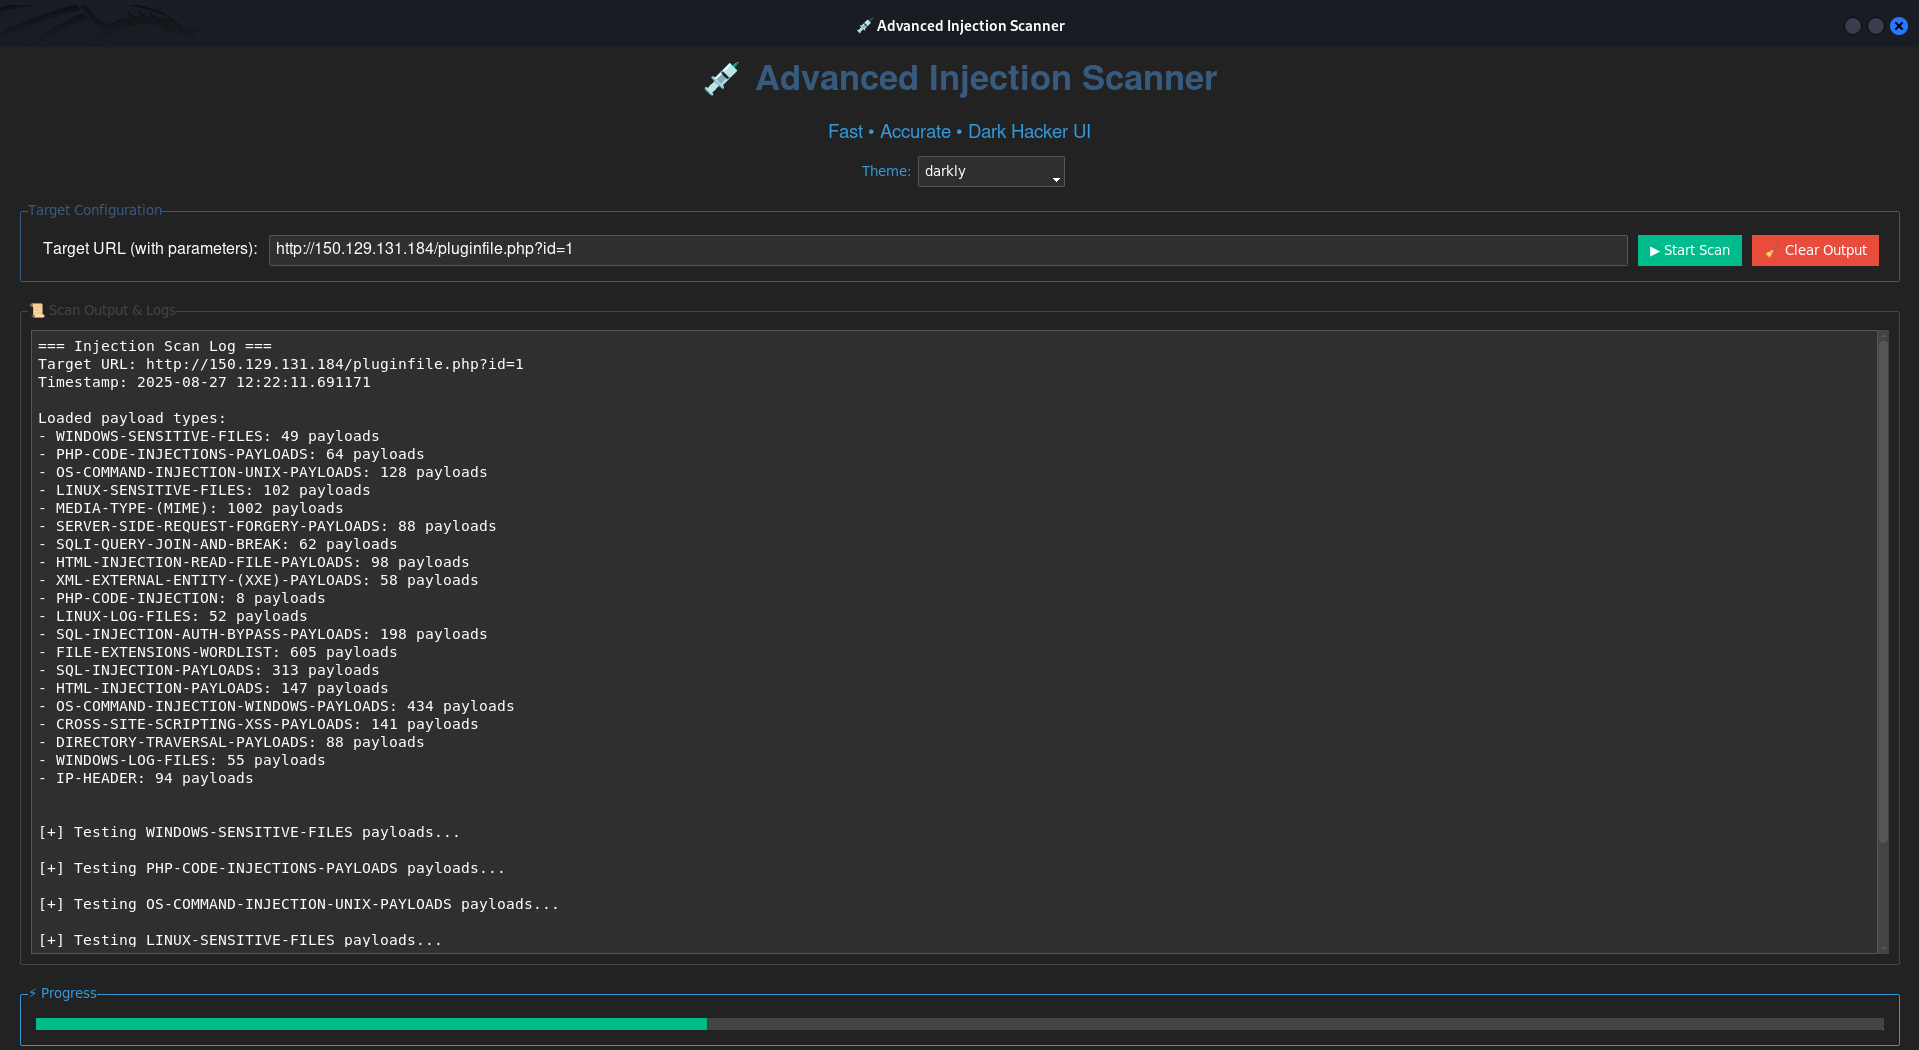 Advanced Injection Scanner
Advanced Injection Scanner
Fast • Accurate • Dark Hacker UI
Theme: darkly
Target Configuration
Target URL (with parameters): http://150.129.131.184/pluginfile.php?id=1 ▶ Start Scan Clear Output
Scan Output & Logs
=== Injection Scan Log ===
Target URL: http://150.129.131.184/pluginfile.php?id=1
Timestamp: 2025-08-27 12:22:11.691171
Loaded payload types:
- WINDOWS-SENSITIVE-FILES: 49 payloads
- PHP-CODE-INJECTIONS-PAYLOADS: 64 payloads
- OS-COMMAND-INJECTION-UNIX-PAYLOADS: 128 payloads
- LINUX-SENSITIVE-FILES: 102 payloads
- MEDIA-TYPE-(MIME): 1002 payloads
- SERVER-SIDE-REQUEST-FORGERY-PAYLOADS: 88 payloads
- SQLI-QUERY-JOIN-AND-BREAK: 62 payloads
- HTML-INJECTION-READ-FILE-PAYLOADS: 98 payloads
- XML-EXTERNAL-ENTITY-(XXE)-PAYLOADS: 58 payloads
- PHP-CODE-INJECTION: 8 payloads
- LINUX-LOG-FILES: 52 payloads
- SQL-INJECTION-AUTH-BYPASS-PAYLOADS: 198 payloads
- FILE-EXTENSIONS-WORDLIST: 605 payloads
- SQL-INJECTION-PAYLOADS: 313 payloads
- HTML-INJECTION-PAYLOADS: 147 payloads
- OS-COMMAND-INJECTION-WINDOWS-PAYLOADS: 434 payloads
- CROSS-SITE-SCRIPTING-XSS-PAYLOADS: 141 payloads
- DIRECTORY-TRAVERSAL-PAYLOADS: 88 payloads
- WINDOWS-LOG-FILES: 55 payloads
- IP-HEADER: 94 payloads
[+] Testing WINDOWS-SENSITIVE-FILES payloads...
[+] Testing PHP-CODE-INJECTIONS-PAYLOADS payloads...
[+] Testing OS-COMMAND-INJECTION-UNIX-PAYLOADS payloads...
[+] Testing LINUX-SENSITIVE-FILES payloads...
⚡ Progress